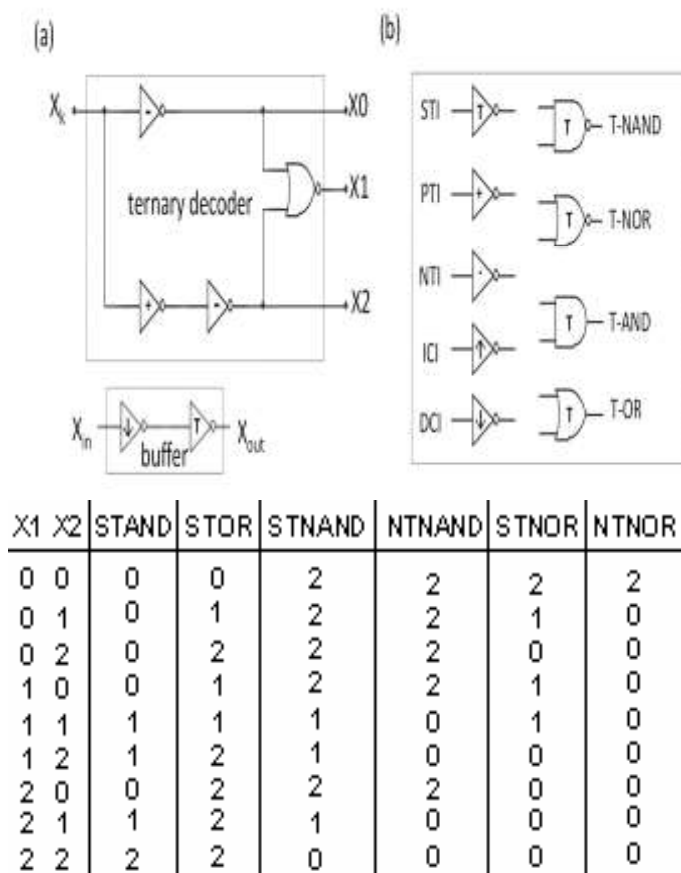 (a)
(b)
Xk
-
X0
X1
ternary decoder
+
-
X2
Xin
↓
T
Xout
buffer
STI
T
T
T-NAND
PTI
+
T
T-NOR
NTI
-
T
T-AND
ICI
↑
DCI
↓
T
T-OR
X1 X2 STAND STOR STNAND NTNAND STNOR NTNOR
0 0 0 0 2 2 2 2
0 1 0 1 2 2 1 0
0 2 0 2 2 2 0 0
1 0 0 1 2 2 1 0
1 1 1 1 1 0 1 0
1 2 1 2 1 0 0 0
2 0 0 2 2 2 0 0
2 1 1 2 1 0 0 0
2 2 2 2 0 0 0 0